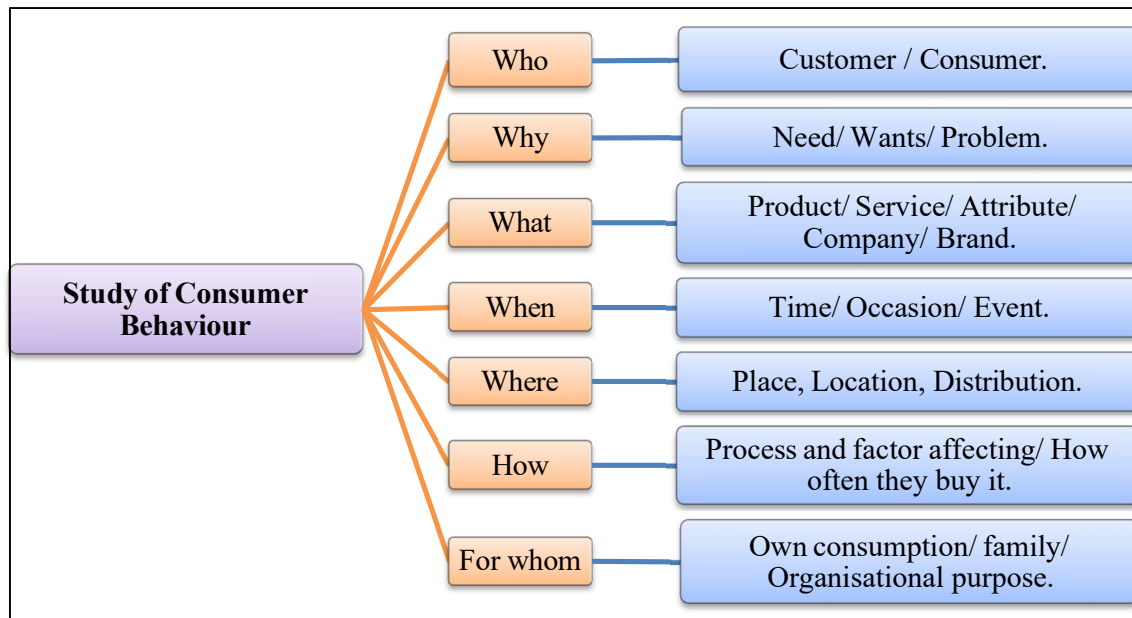 Study of Consumer
Behaviour
Who
Customer / Consumer.
Why
Need/ Wants/ Problem.
What
Product/ Service/ Attribute/
Company/ Brand.
When
Time/ Occasion/ Event.
Where
Place, Location, Distribution.
How
Process and factor affecting/ How
often they buy it.
For whom
Own consumption/ family/
Organisational purpose.